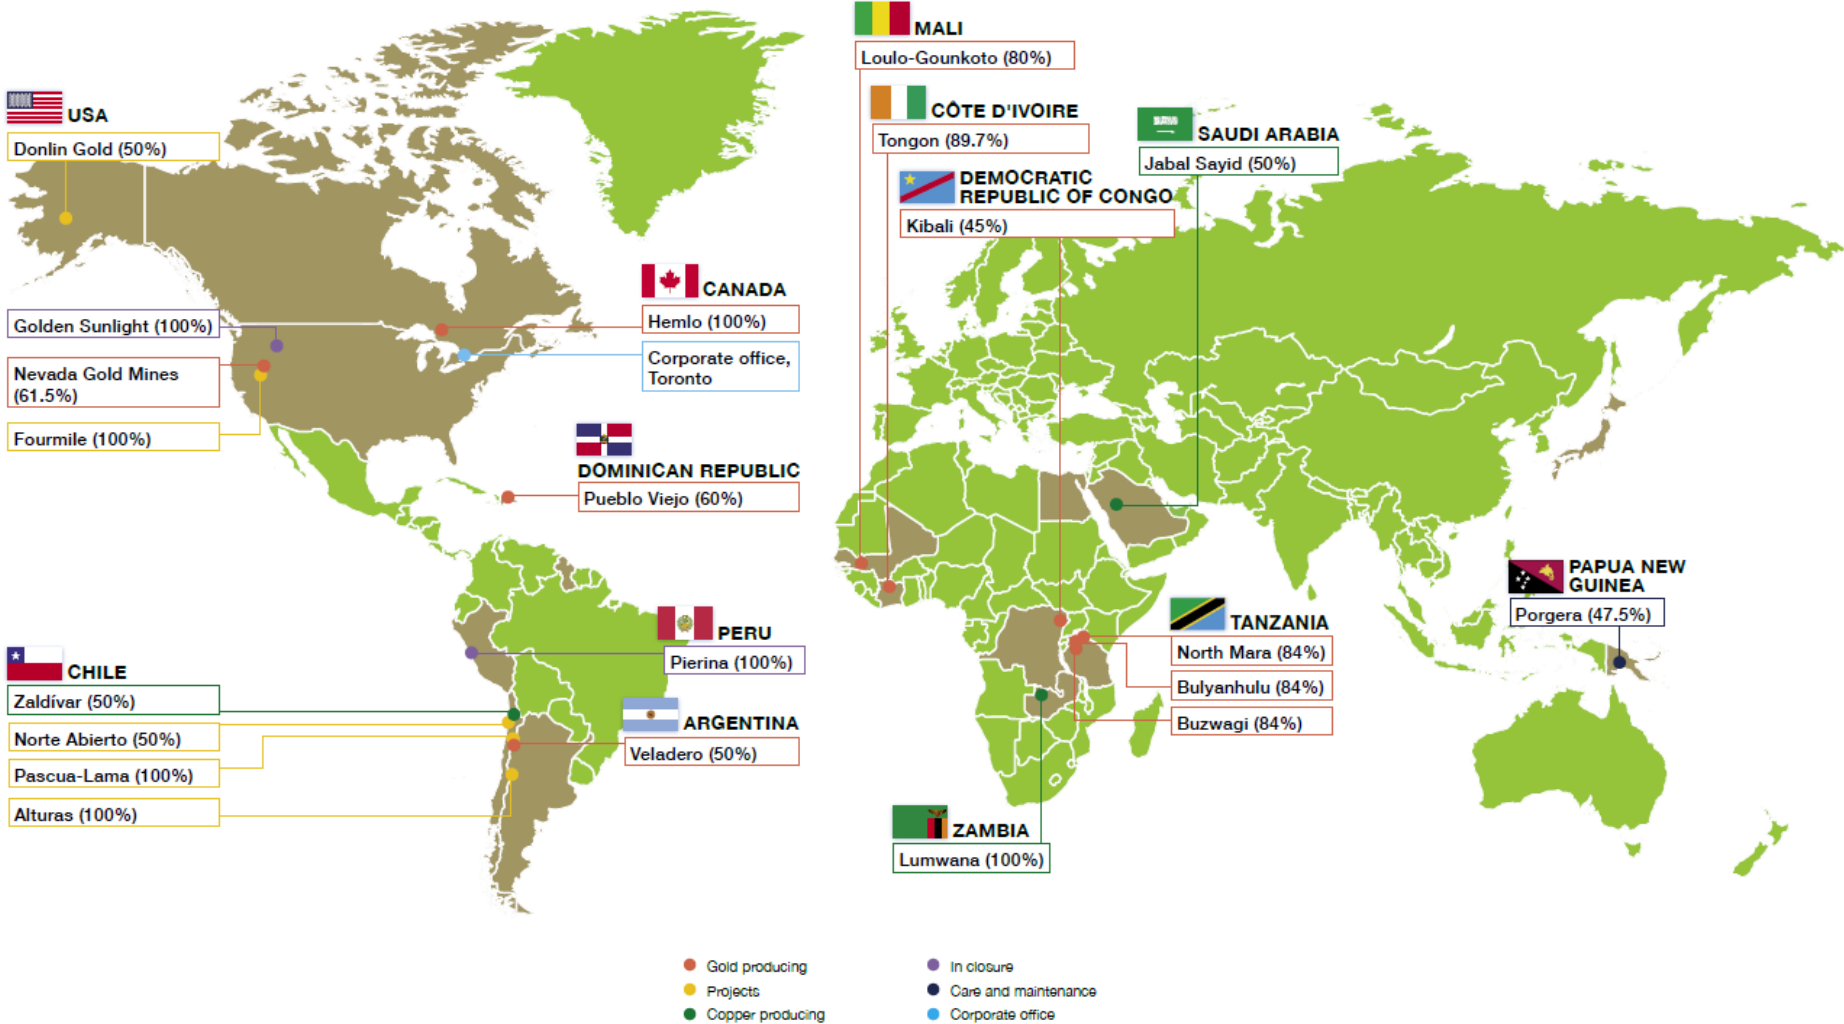 USA
Donlin Gold (50%)
Golden Sunlight (100%)
Nevada Gold Mines
(61.5%)
Fourmile (100%)
CANADA
Hemlo (100%)
Corporate office,
Toronto
DOMINICAN REPUBLIC
Pueblo Viejo (60%)
PERU
Pierina (100%)
CHILE
Zaldívar (50%)
Norte Abierto (50%)
Pascua-Lama (100%)
Alturas (100%)
ARGENTINA
Veladero (50%)
MALI
Loulo-Gounkoto (80%)
CÔTE D'IVOIRE
Tongon (89.7%)
DEMOCRATIC
REPUBLIC OF CONGO
Kibali (45%)
SAUDI ARABIA
Jabal Sayid (50%)
TANZANIA
North Mara (84%)
Bulyanhulu (84%)
Buzwagi (84%)
ZAMBIA
Lumwana (100%)
PAPUA NEW
GUINEA
Porgera (47.5%)
Gold producing
Projects
Copper producing
In closure
Care and maintenance
Corporate office